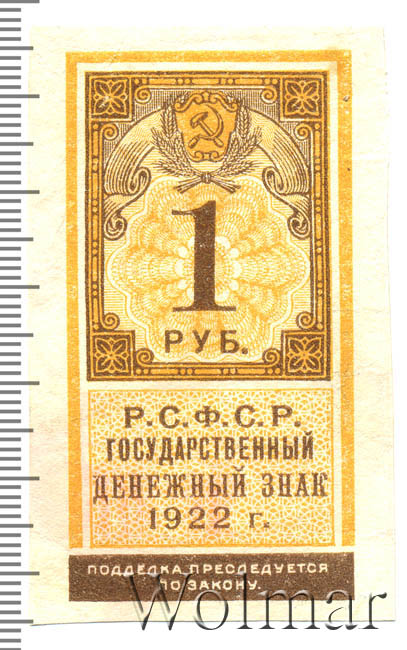 1
РУБ.
Р.С.Ф.С.Р.
ГОСУДАРСТВЕННЫЙ
ДЕНЕЖНЫЙ ЗНАК
1922 г.
ПОДДЕЛКА ПРЕСЛЕДУЕТСЯ
ПО ЗАКОНУ.
Wolmar